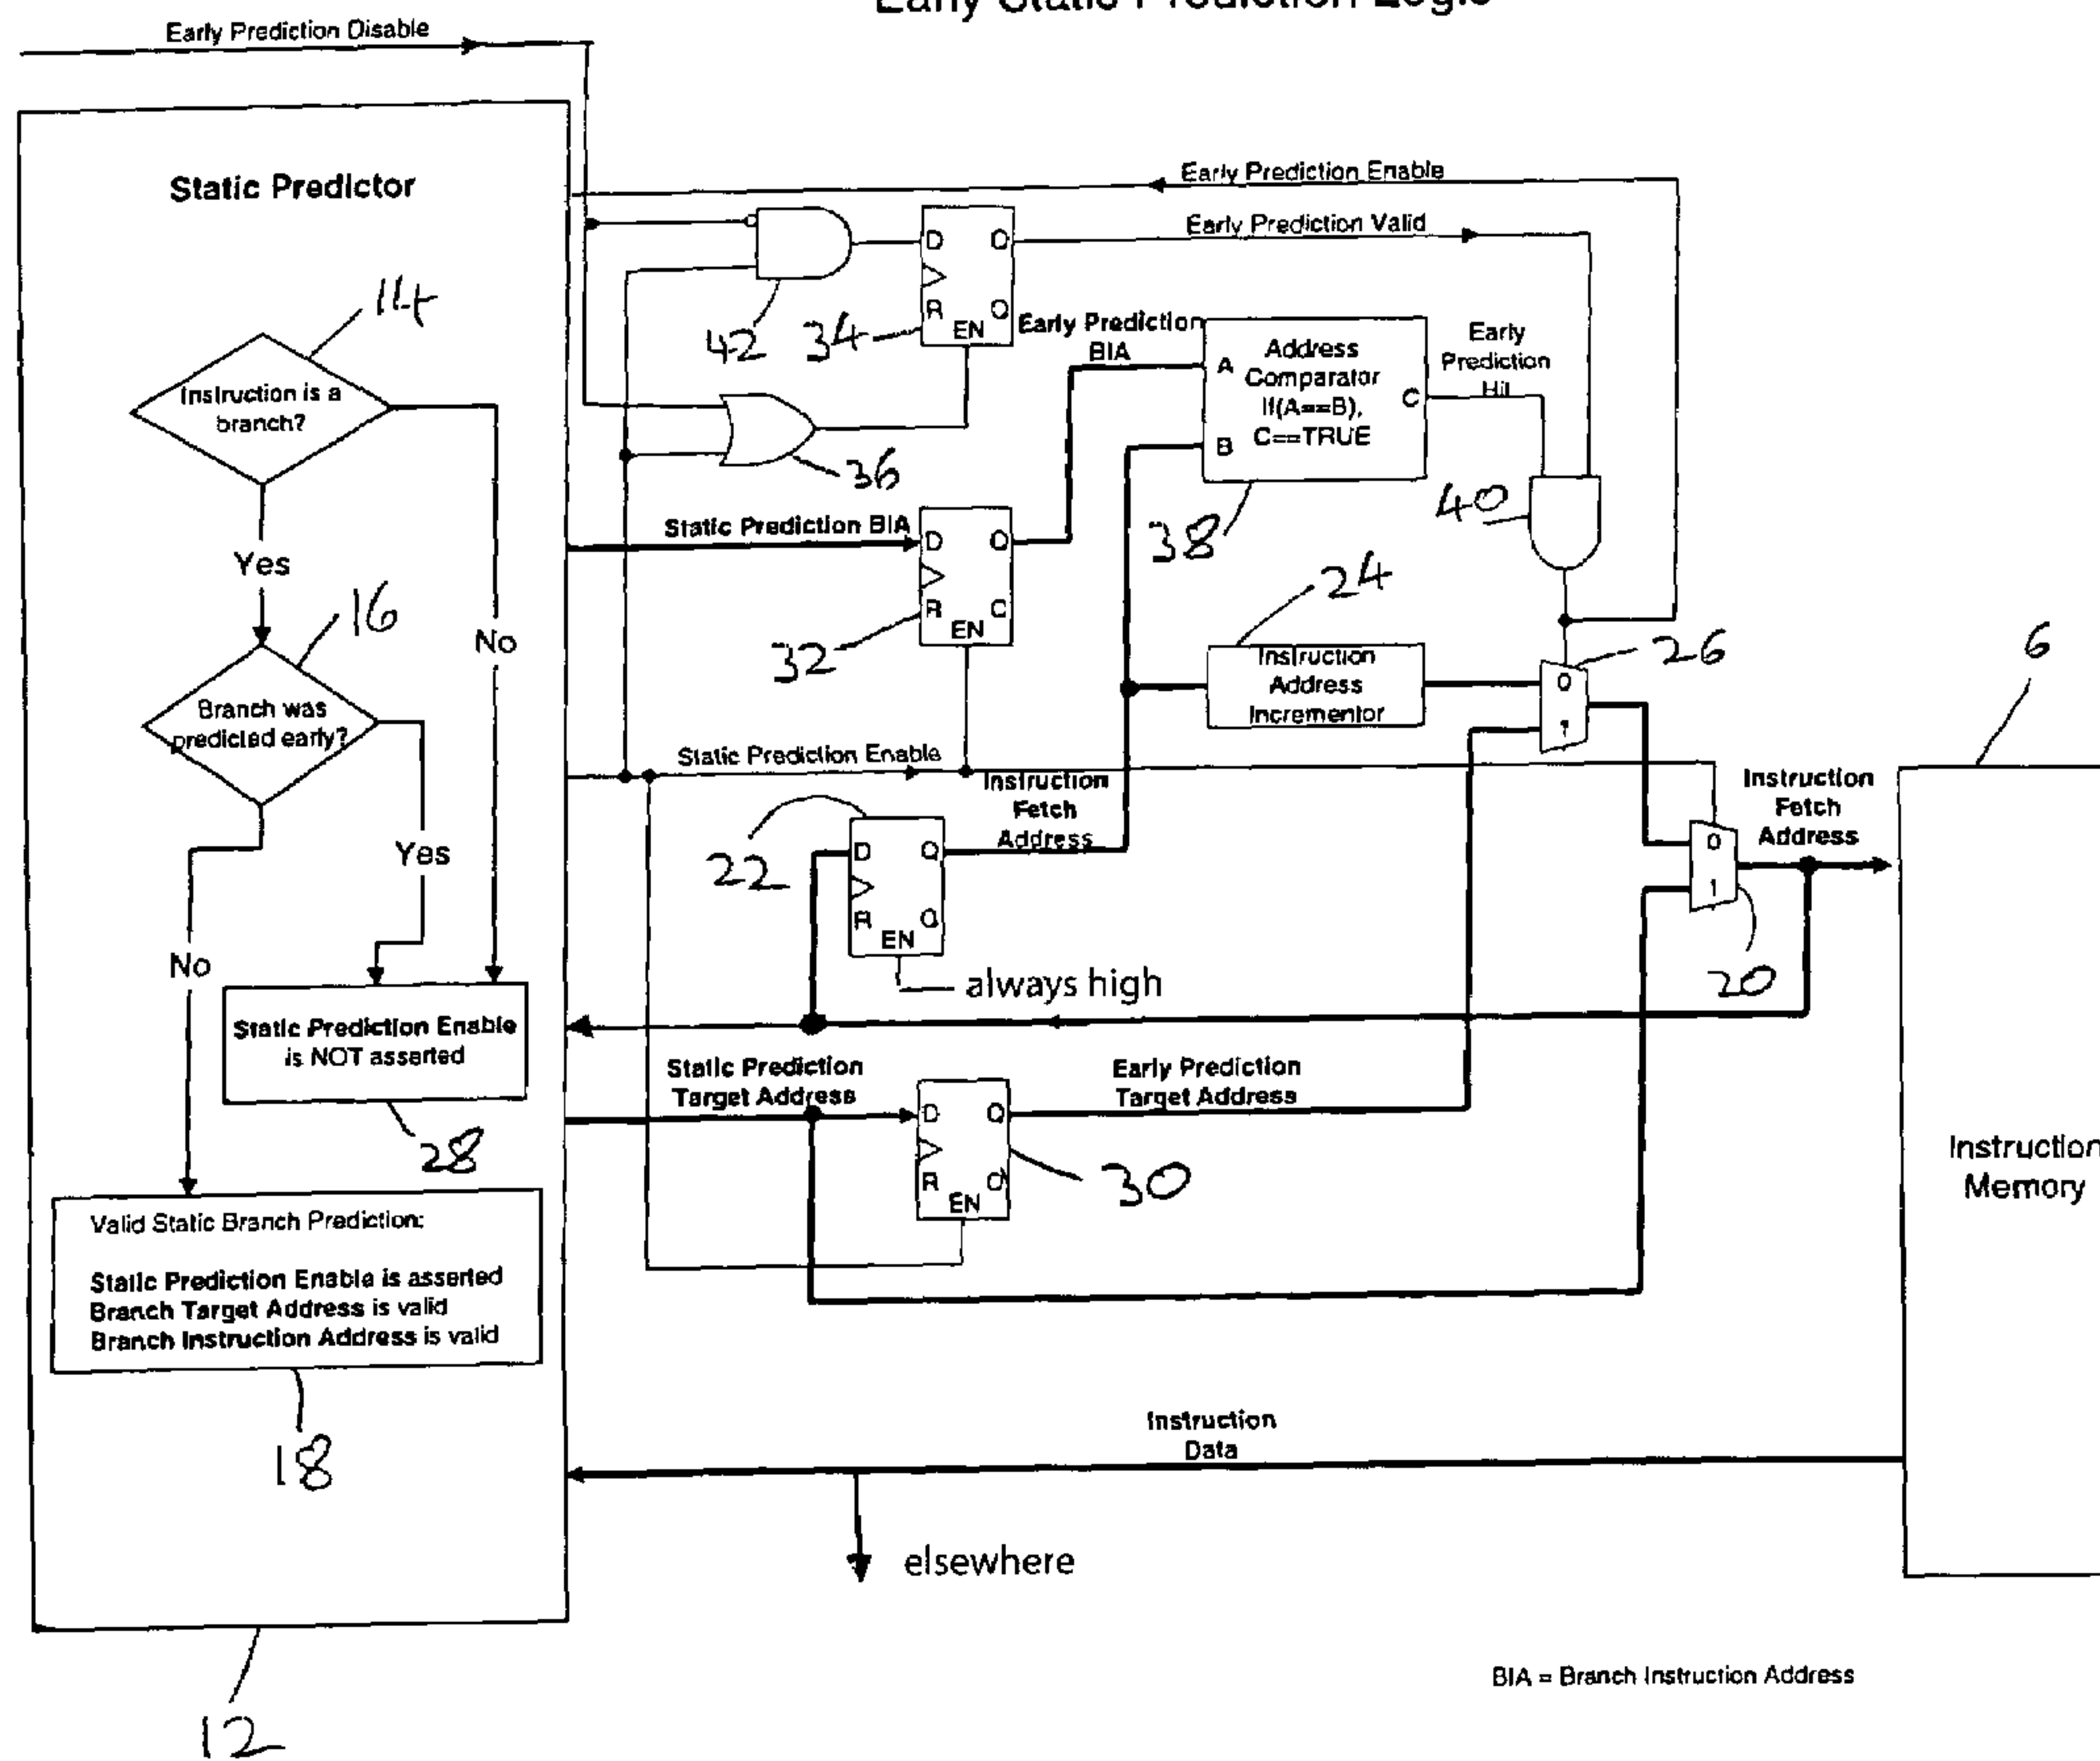 Early Static Prediction Logic
Early Prediction Disable
Static Predictor
14
Instruction is a
branch?
Yes
No
16
Branch was
predicted early?
Yes
No
Static Prediction Enable
is NOT asserted
28
Valid Static Branch Prediction:
Static Prediction Enable is asserted
Branch Target Address is valid
Branch Instruction Address is valid
18
12
Early Prediction Enable
Early Prediction Valid
42
D
Q
R
Q
EN
34
36
Early Prediction
BIA
A
Address
Comparator
If(A==B),
C==TRUE
B
C
38
Early
Prediction
Hit
40
Static Prediction BIA
D
Q
R
EN
32
24
Instruction
Address
Incrementor
26
0
1
Static Prediction Enable
Instruction
Fetch
Address
22
D
Q
R
Q
EN
always high
Instruction
Fetch
Address
0
1
20
6
Instruction
Memory
Static Prediction
Target Address
Early Prediction
Target Address
D
Q
R
Q
EN
30
Instruction
Data
elsewhere
BIA = Branch Instruction Address